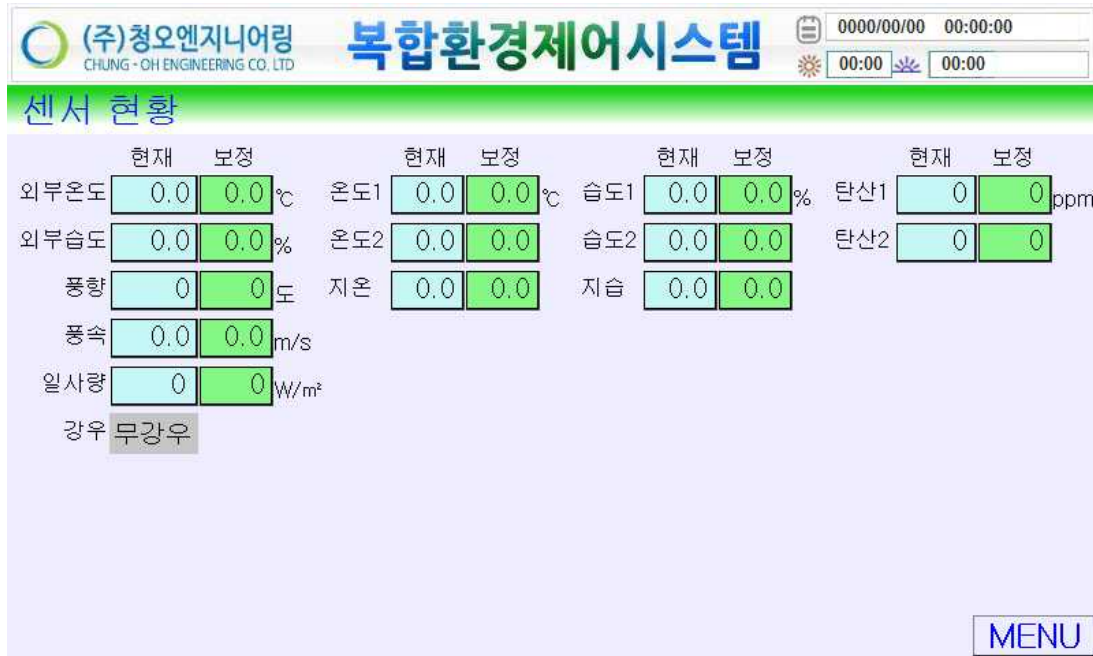 (주)청오엔지니어링 복합환경제어시스템 0000/00/00 00:00:00
CHUNG - OH ENGINEERING CO, LTD 00:00 00:00
센서 현황
현재 보정 현재 보정 현재 보정 현재 보정
외부온도 0.0 0.0 ℃ 온도1 0.0 0.0 ℃ 습도1 0.0 0.0 % 탄산1 0 0 ppm
외부습도 0.0 0.0 % 온도2 0.0 0.0 습도2 0.0 0.0 탄산2 0 0
풍향 0 0 도 지온 0.0 0.0 지습 0.0 0.0
풍속 0.0 0.0 m/s
일사량 0 0 W/m²
강우 무강우
MENU